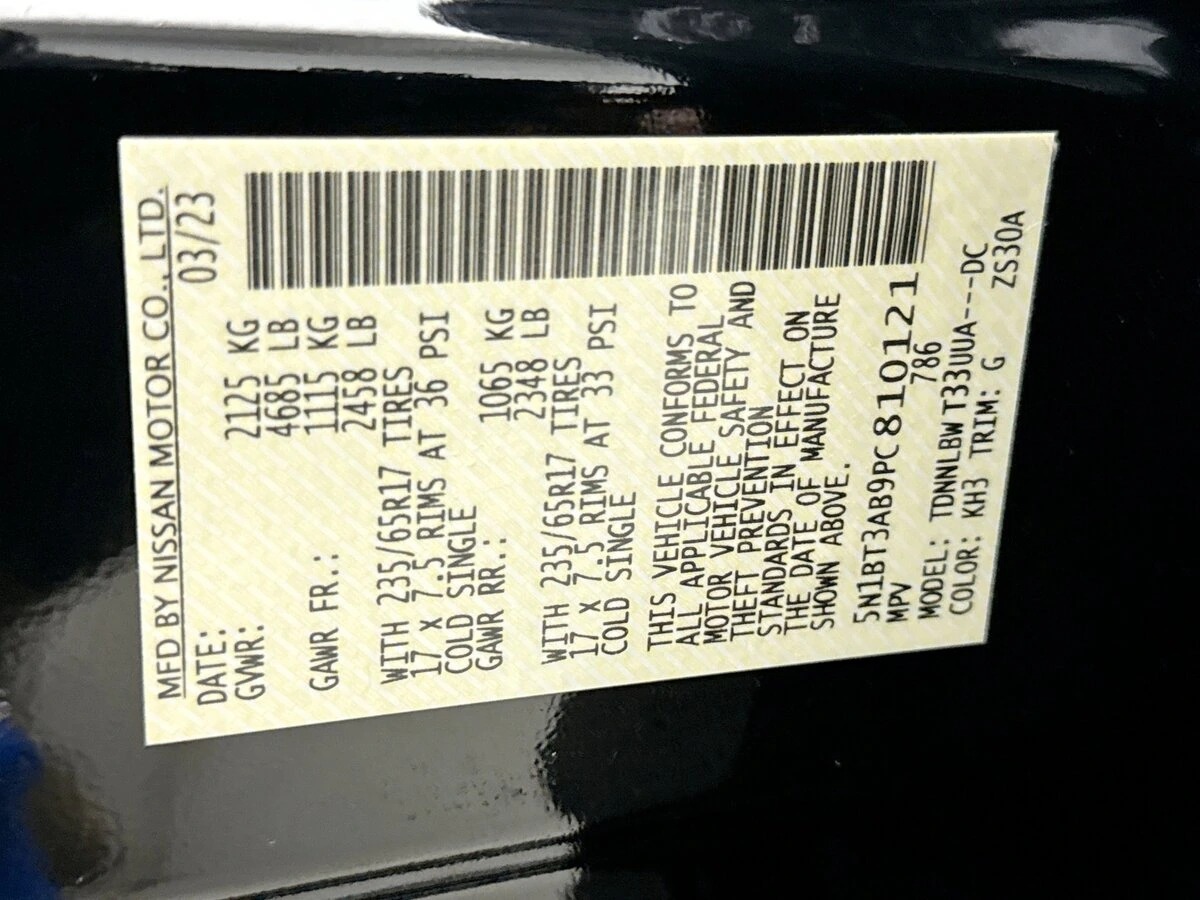 MFD BY NISSAN MOTOR CO., LTD.
DATE: 03/23
GVWR: 2125 KG
4685 LB
GAWR FR.: 1115 KG
2458 LB
WITH 235/65R17 TIRES
17 x 7.5 RIMS AT 36 PSI
COLD SINGLE
GAWR RR.: 1065 KG
2348 LB
WITH 235/65R17 TIRES
17 x 7.5 RIMS AT 33 PSI
COLD SINGLE
THIS VEHICLE CONFORMS TO
ALL APPLICABLE FEDERAL
MOTOR VEHICLE SAFETY AND
THEFT PREVENTION
STANDARDS IN EFFECT ON
THE DATE OF MANUFACTURE
SHOWN ABOVE.
5N1BT3AB9PC810121
MPV 786
MODEL: TDNNLBWT33UUA---DC
COLOR: KH3 TRIM: G ZS30A